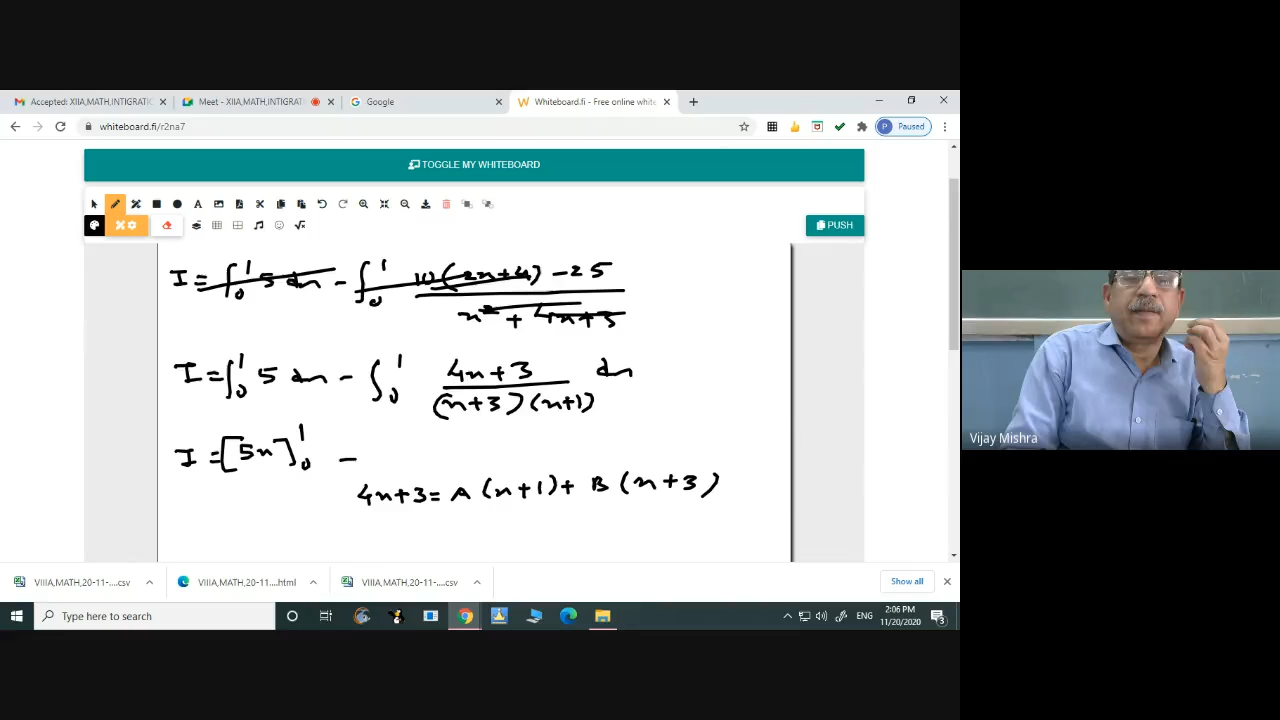 Accepted: XIIA,MATH,INTIGRATIC
Meet - XIIA,MATH,INTIGRATI
Google
Whiteboard.fi - Free online white
whiteboard.fi/r2na7
P Paused
TOGGLE MY WHITEBOARD
PUSH
I = ∫₀¹ 5 dx - ∫₀¹ 10(2x+4) - 25
x² + 4x+3
I = ∫₀¹ 5 dx - ∫₀¹ 4x+3 dx
(x+3)(x+1)
I = [5x]₀¹ -
4x+3 = A(x+1) + B(x+3)
Vijay Mishra
VIIIA,MATH,20-11-....csv
VIIIA,MATH,20-11....html
VIIIA,MATH,20-11-....csv
Show all
Type here to search
ENG
2:06 PM
11/20/2020
3